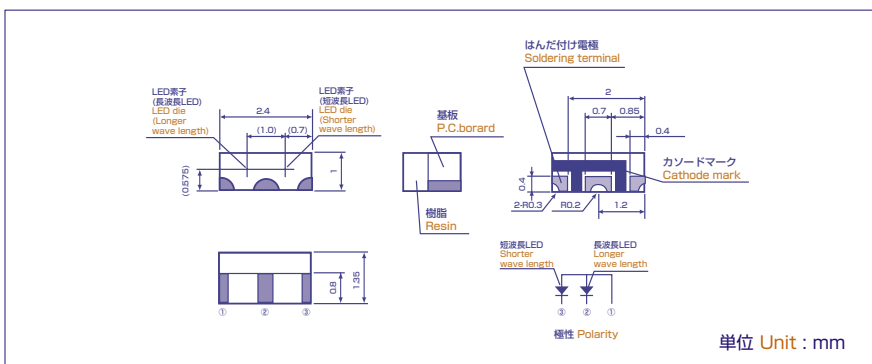 LED素子
(長波長LED)
LED die
(Longer
wave length)
2.4
(1.0)
(0.7)
LED素子
(短波長LED)
LED die
(Shorter
wave length)
(0.575)
1
基板
P.C.borard
樹脂
Resin
はんだ付け電極
Soldering terminal
2
0.7
0.85
0.4
0.4
カソードマーク
Cathode mark
2-R0.3
R0.2
1.2
0.8
1.35
① ② ③
短波長LED
Shorter
wave length
長波長LED
Longer
wave length
③ ② ①
極性 Polarity
単位 Unit : mm